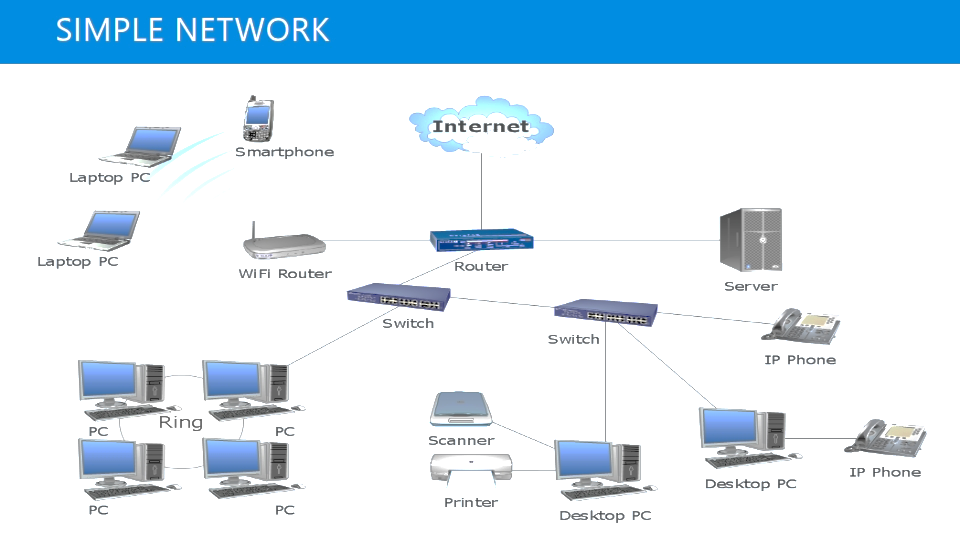 SIMPLE NETWORK
Internet
Smartphone
Laptop PC
Laptop PC
WiFi Router
Router
Server
Switch
Switch
IP Phone
Ring
PC
PC
PC
PC
Scanner
Printer
Desktop PC
Desktop PC
IP Phone